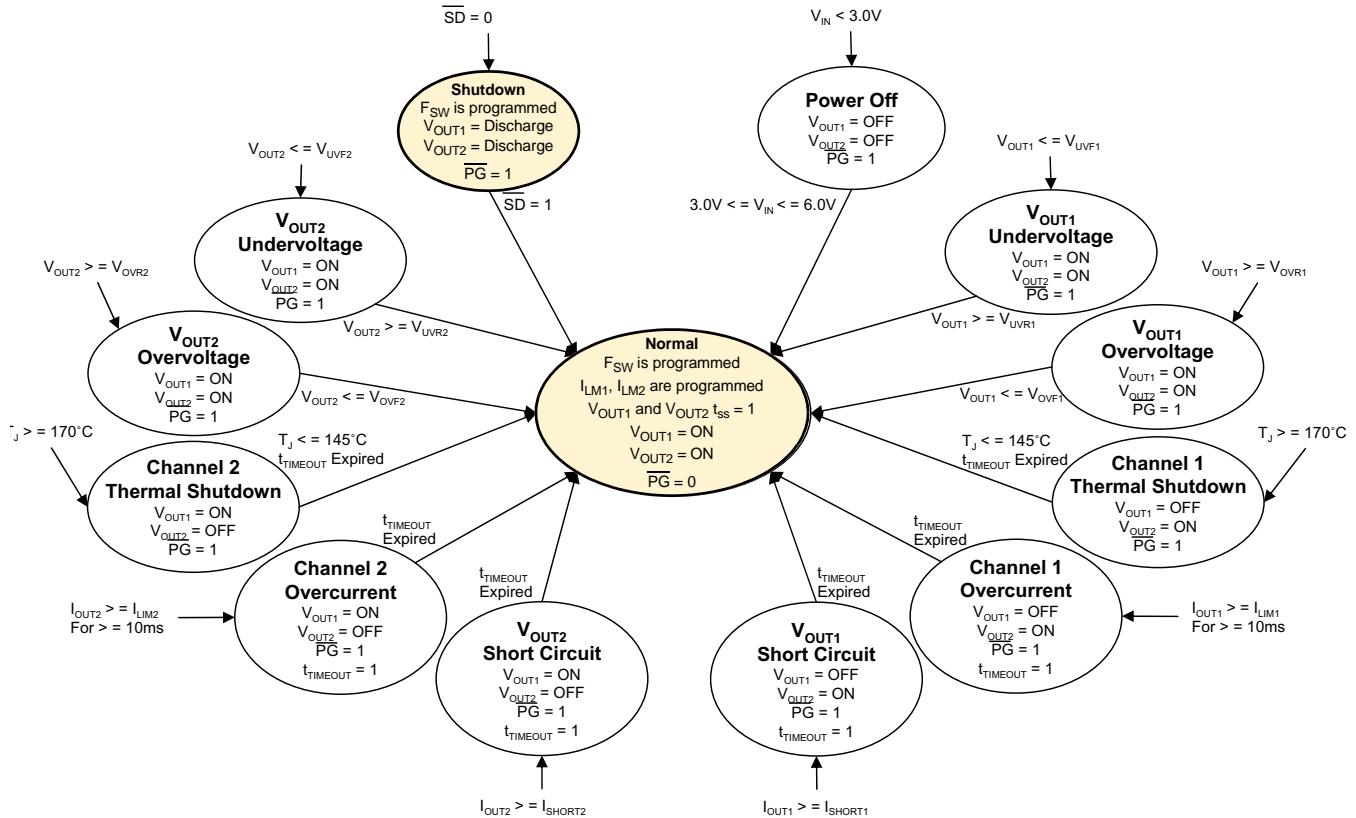 SD = 0
V_IN < 3.0V
Shutdown
F_SW is programmed
V_OUT1 = Discharge
V_OUT2 = Discharge
PG = 1
SD = 1
Power Off
V_OUT1 = OFF
V_OUT2 = OFF
PG = 1
3.0V < = V_IN < = 6.0V
V_OUT2 < = V_UVF2
V_OUT2
Undervoltage
V_OUT1 = ON
V_OUT2 = ON
PG = 1
V_OUT2 > = V_UVR2
V_OUT1 < = V_UVF1
V_OUT1
Undervoltage
V_OUT1 = ON
V_OUT2 = ON
PG = 1
V_OUT1 > = V_UVR1
V_OUT2 > = V_OVR2
V_OUT2
Overvoltage
V_OUT1 = ON
V_OUT2 = ON
PG = 1
V_OUT2 < = V_OVF2
V_OUT1 > = V_OVR1
V_OUT1
Overvoltage
V_OUT1 = ON
V_OUT2 = ON
PG = 1
V_OUT1 < = V_OVF1
Normal
F_SW is programmed
I_LM1, I_LM2 are programmed
V_OUT1 and V_OUT2 t_ss = 1
V_OUT1 = ON
V_OUT2 = ON
PG = 0
T_J > = 170˚C
Channel 2
Thermal Shutdown
V_OUT1 = ON
V_OUT2 = OFF
PG = 1
T_J < = 145˚C
t_TIMEOUT Expired
T_J > = 170˚C
Channel 1
Thermal Shutdown
V_OUT1 = OFF
V_OUT2 = ON
PG = 1
T_J < = 145˚C
t_TIMEOUT Expired
I_OUT2 > = I_LIM2
For > = 10ms
Channel 2
Overcurrent
V_OUT1 = ON
V_OUT2 = OFF
PG = 1
t_TIMEOUT = 1
t_TIMEOUT
Expired
I_OUT1 > = I_LIM1
For > = 10ms
Channel 1
Overcurrent
V_OUT1 = OFF
V_OUT2 = ON
PG = 1
t_TIMEOUT = 1
t_TIMEOUT
Expired
V_OUT2
Short Circuit
V_OUT1 = ON
V_OUT2 = OFF
PG = 1
t_TIMEOUT = 1
t_TIMEOUT
Expired
I_OUT2 > = I_SHORT2
V_OUT1
Short Circuit
V_OUT1 = OFF
V_OUT2 = ON
PG = 1
t_TIMEOUT = 1
t_TIMEOUT
Expired
I_OUT1 > = I_SHORT1